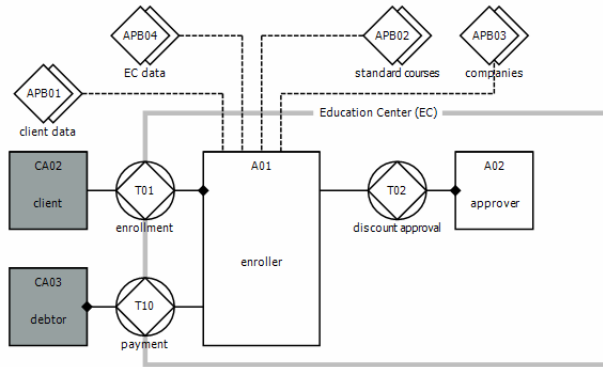 APB04
EC data
APB02
standard courses
APB03
companies
APB01
client data
Education Center (EC)
CA02
client
T01
enrollment
A01
enroller
T02
discount approval
A02
approver
CA03
debtor
T10
payment